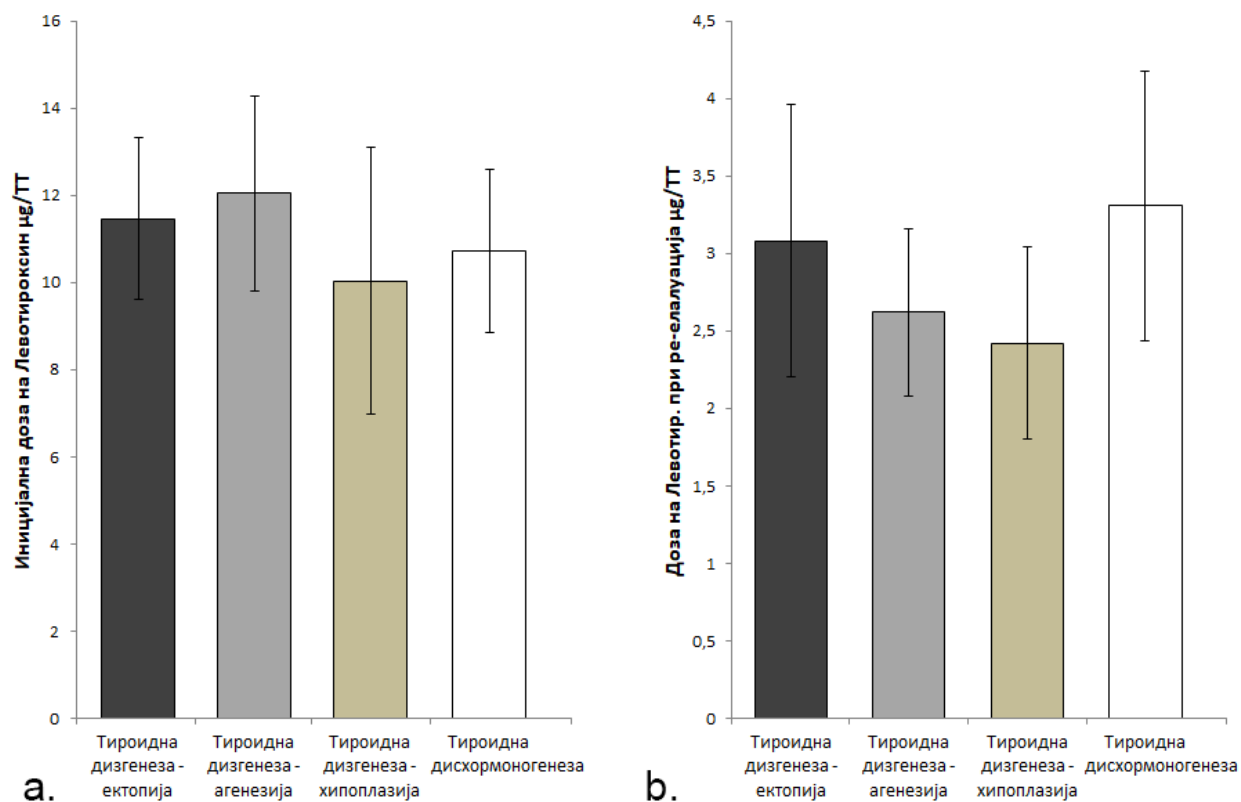 Иницијална доза на Левотироксин µg/ТТ
16
14
12
10
8
6
4
2
0
Тироидна
дизгенеза -
ектопија
Тироидна
дизгенеза -
агенезија
Тироидна
дизгенеза -
хипоплазија
Тироидна
дисхормоногенеза
a.
Доза на Левотир. при ре-елалуација µg/ТТ
4,5
4
3,5
3
2,5
2
1,5
1
0,5
0
Тироидна
дизгенеза -
ектопија
Тироидна
дизгенеза -
агенезија
Тироидна
дизгенеза -
хипоплазија
Тироидна
дисхормоногенеза
b.